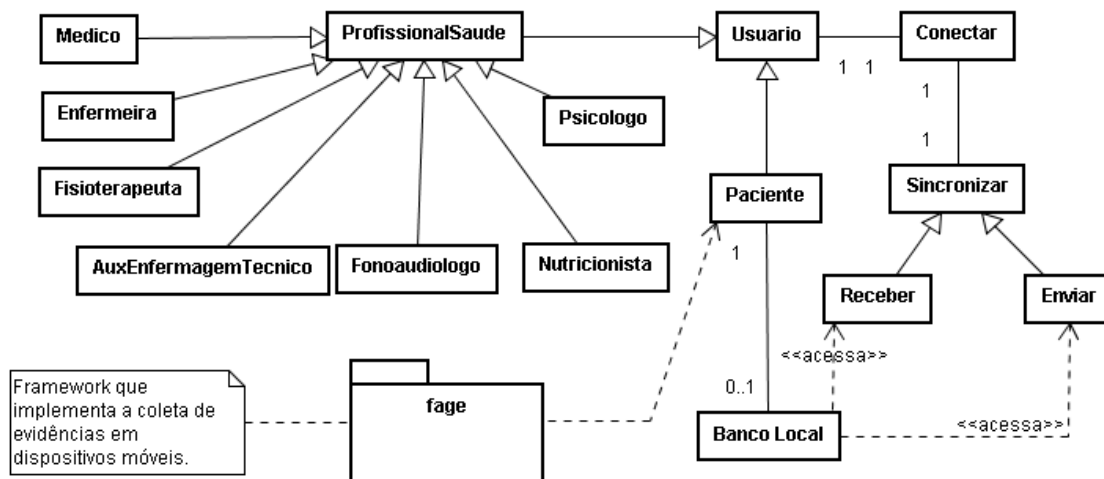 Medico
ProfissionalSaude
Usuario
Conectar
1 1
1
Enfermeira
Psicologo
1
Fisioterapeuta
Paciente
Sincronizar
1
AuxEnfermagemTecnico
Fonoaudiologo
Nutricionista
Receber
Enviar
<<acessa>>
Framework que
implementa a coleta de
evidências em
dispositivos móveis.
fage
0..1
Banco Local
<<acessa>>